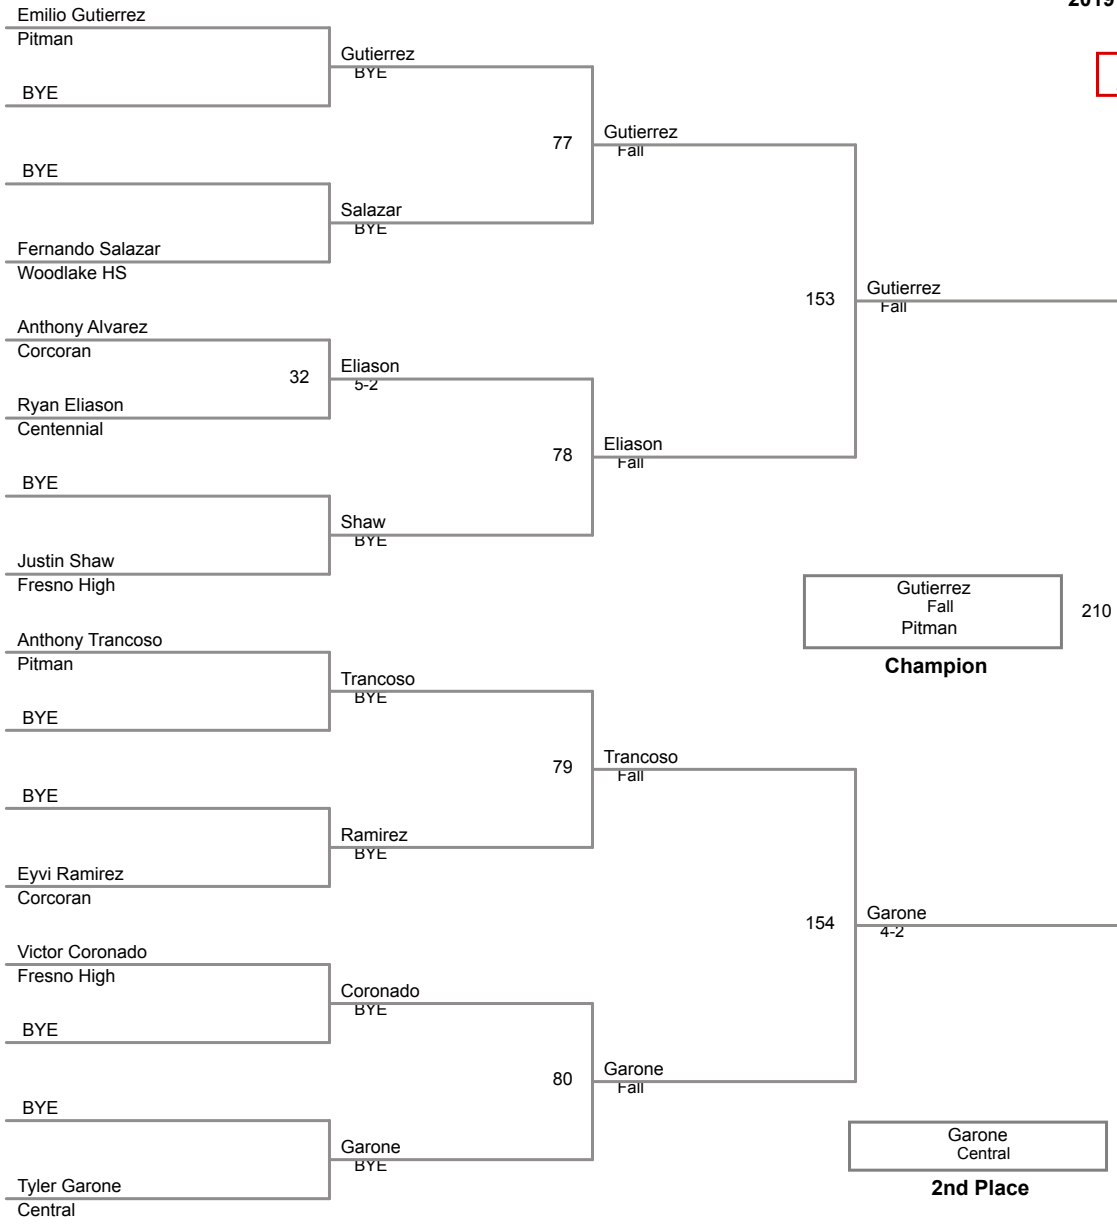 2019
Emilio Gutierrez
Pitman
Gutierrez
BYE
BYE
77
Gutierrez
Fall
BYE
Salazar
BYE
Fernando Salazar
Woodlake HS
153
Gutierrez
Fall
Anthony Alvarez
Corcoran
32
Eliason
5-2
Ryan Eliason
Centennial
78
Eliason
Fall
BYE
Shaw
BYE
Justin Shaw
Fresno High
Gutierrez
Fall
Pitman
210
Champion
Anthony Trancoso
Pitman
Trancoso
BYE
BYE
79
Trancoso
Fall
BYE
Ramirez
BYE
Eyvi Ramirez
Corcoran
154
Garone
4-2
Victor Coronado
Fresno High
Coronado
BYE
BYE
80
Garone
Fall
BYE
Garone
BYE
Tyler Garone
Central
Garone
Central
2nd Place